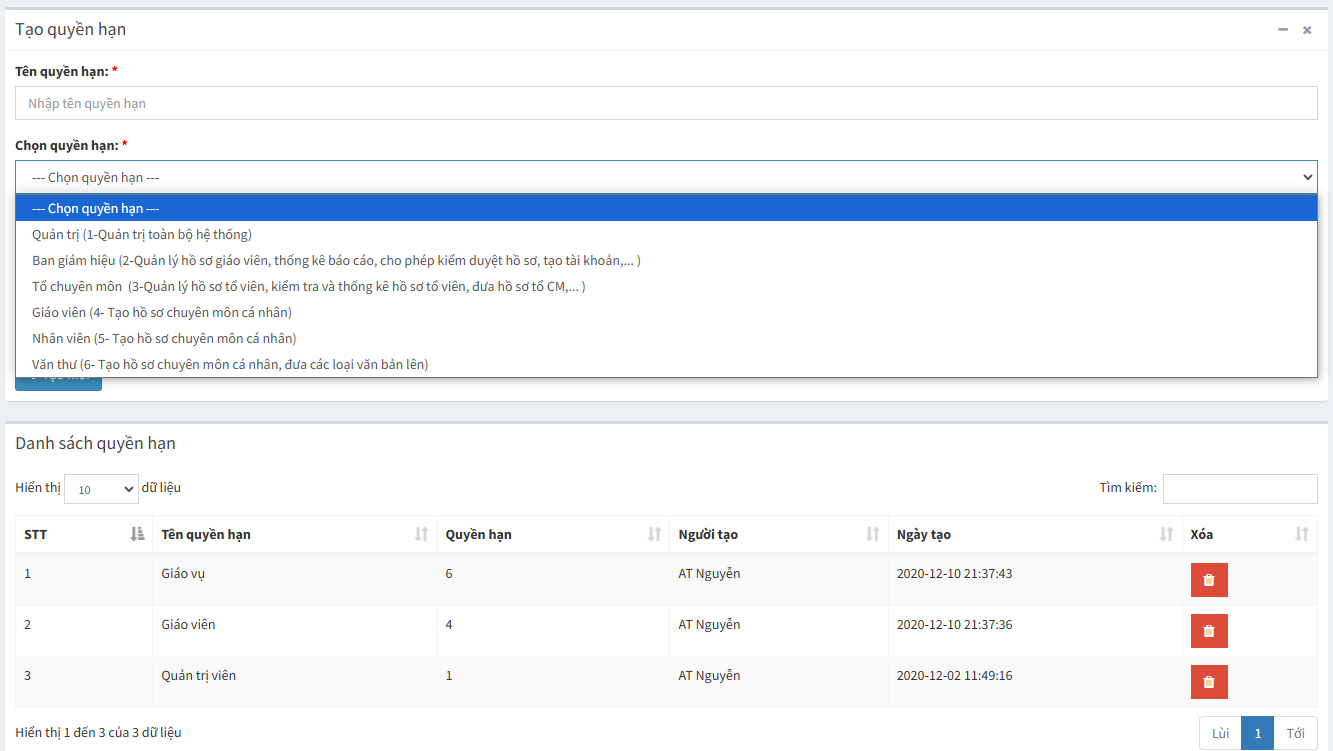 Tạo quyền hạn
Tên quyền hạn: *
Nhập tên quyền hạn
Chọn quyền hạn: *
--- Chọn quyền hạn ---
--- Chọn quyền hạn ---
Quản trị (1-Quản trị toàn bộ hệ thống)
Ban giám hiệu (2-Quản lý hồ sơ giáo viên, thống kê báo cáo, cho phép kiểm duyệt hồ sơ, tạo tài khoản,... )
Tổ chuyên môn (3-Quản lý hồ sơ tổ viên, kiểm tra và thống kê hồ sơ tổ viên, đưa hồ sơ tổ CM,... )
Giáo viên (4- Tạo hồ sơ chuyên môn cá nhân)
Nhân viên (5- Tạo hồ sơ chuyên môn cá nhân)
Văn thư (6- Tạo hồ sơ chuyên môn cá nhân, đưa các loại văn bản lên)
Danh sách quyền hạn
Hiển thị 10 dữ liệu Tìm kiếm:
STT Tên quyền hạn Quyền hạn Người tạo Ngày tạo Xóa
1 Giáo vụ 6 AT Nguyễn 2020-12-10 21:37:43
2 Giáo viên 4 AT Nguyễn 2020-12-10 21:37:36
3 Quản trị viên 1 AT Nguyễn 2020-12-02 11:49:16
Hiển thị 1 đến 3 của 3 dữ liệu Lùi 1 Tới